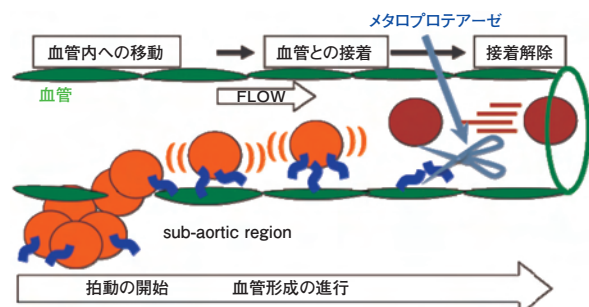 メタロプロテアーゼ
血管内への移動
血管との接着
接着解除
血管
FLOW
sub-aortic region
拍動の開始 血管形成の進行